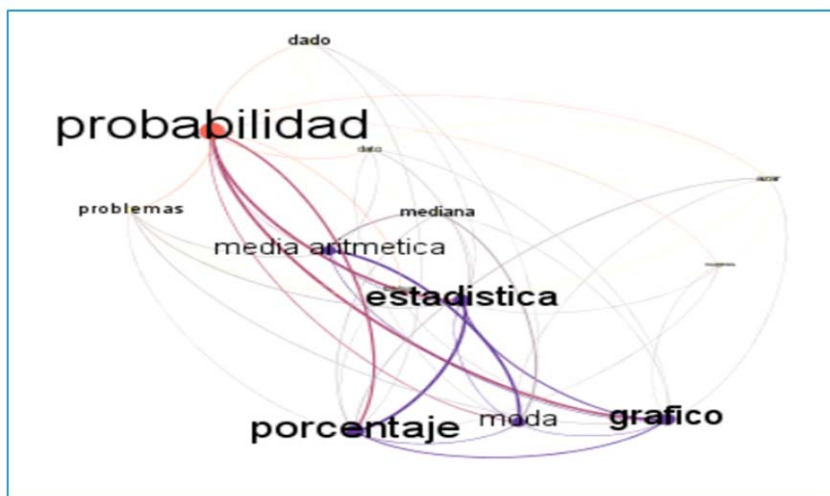 dado
probabilidad
dato
azar
problemas
mediana
media aritmetica
estadistica
porcentaje
moda
grafico